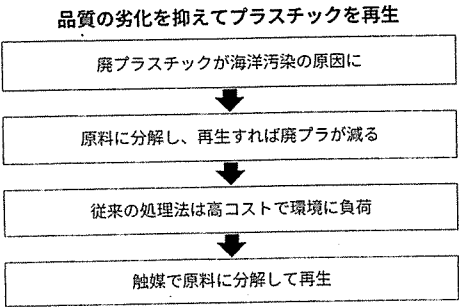 品質の劣化を抑えてプラスチックを再生
廃プラスチックが海洋汚染の原因に
原料に分解し、再生すれば廃プラが減る
従来の処理法は高コストで環境に負荷
触媒で原料に分解して再生